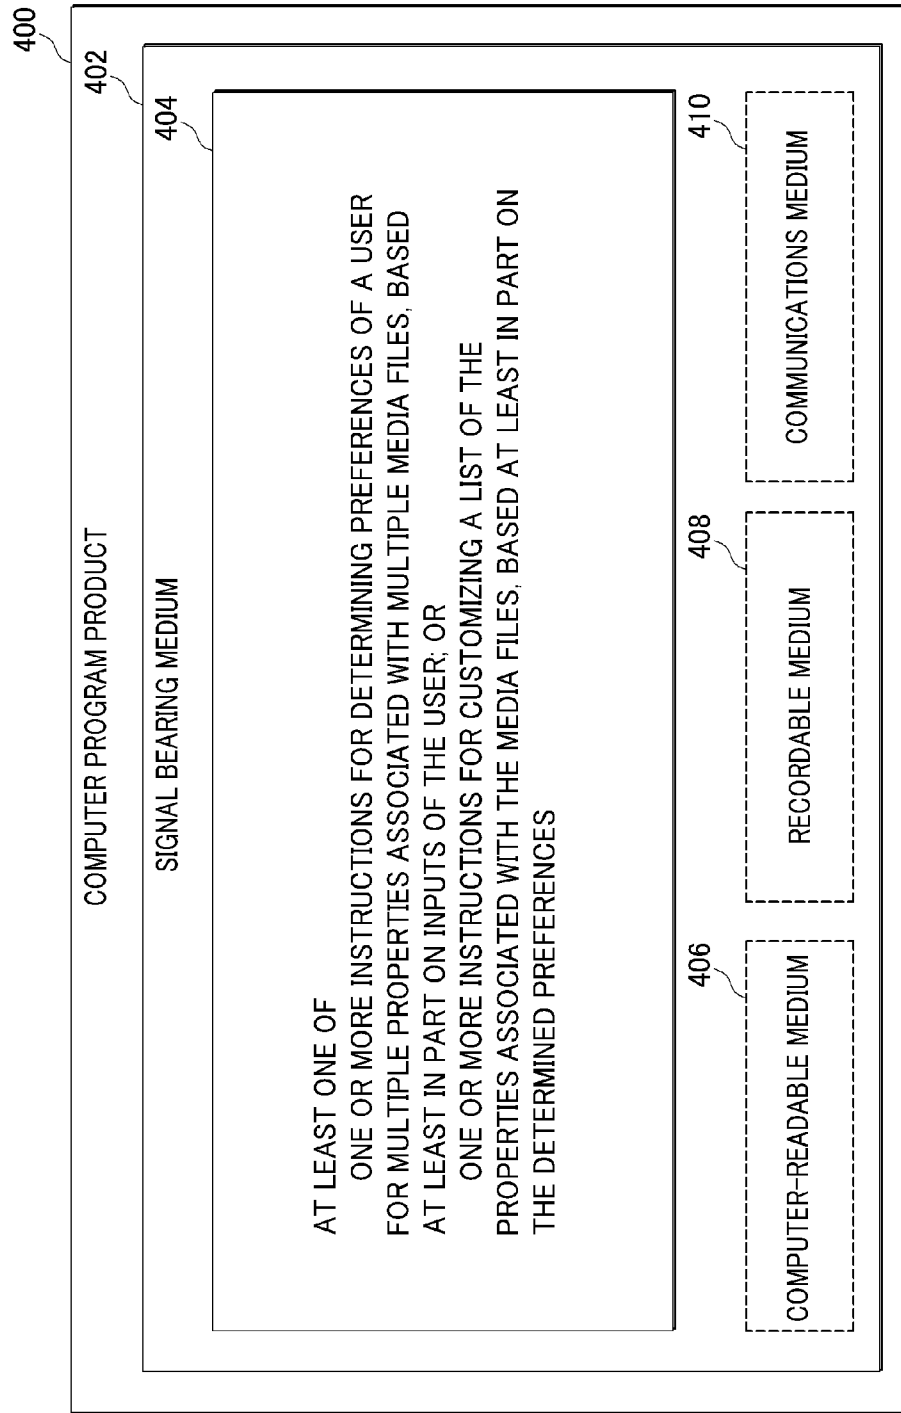 400
COMPUTER PROGRAM PRODUCT
402
SIGNAL BEARING MEDIUM
404
AT LEAST ONE OF
ONE OR MORE INSTRUCTIONS FOR DETERMINING PREFERENCES OF A USER
FOR MULTIPLE PROPERTIES ASSOCIATED WITH MULTIPLE MEDIA FILES, BASED
AT LEAST IN PART ON INPUTS OF THE USER; OR
ONE OR MORE INSTRUCTIONS FOR CUSTOMIZING A LIST OF THE
PROPERTIES ASSOCIATED WITH THE MEDIA FILES, BASED AT LEAST IN PART ON
THE DETERMINED PREFERENCES
406
COMPUTER-READABLE MEDIUM
408
RECORDABLE MEDIUM
410
COMMUNICATIONS MEDIUM